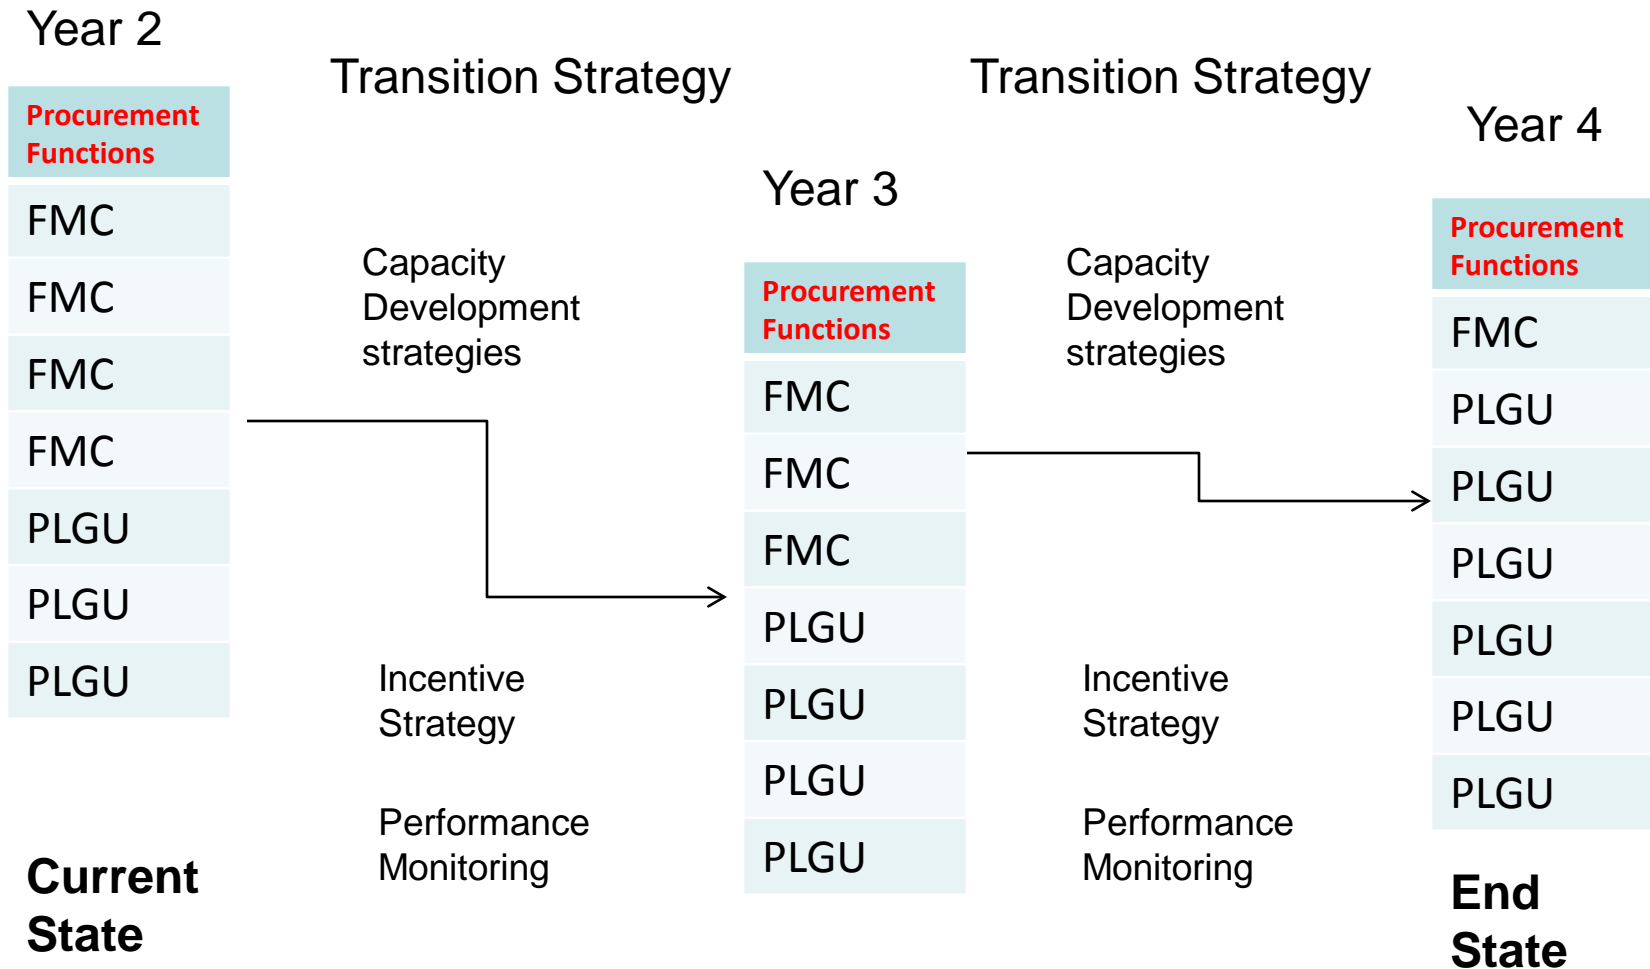 Year 2
Procurement
Functions
FMC
FMC
FMC
FMC
PLGU
PLGU
PLGU
Current
State
Transition Strategy
Capacity
Development
strategies
Incentive
Strategy
Performance
Monitoring
Year 3
Procurement
Functions
FMC
FMC
FMC
PLGU
PLGU
PLGU
PLGU
Transition Strategy
Capacity
Development
strategies
Incentive
Strategy
Performance
Monitoring
Year 4
Procurement
Functions
FMC
PLGU
PLGU
PLGU
PLGU
PLGU
PLGU
End
State